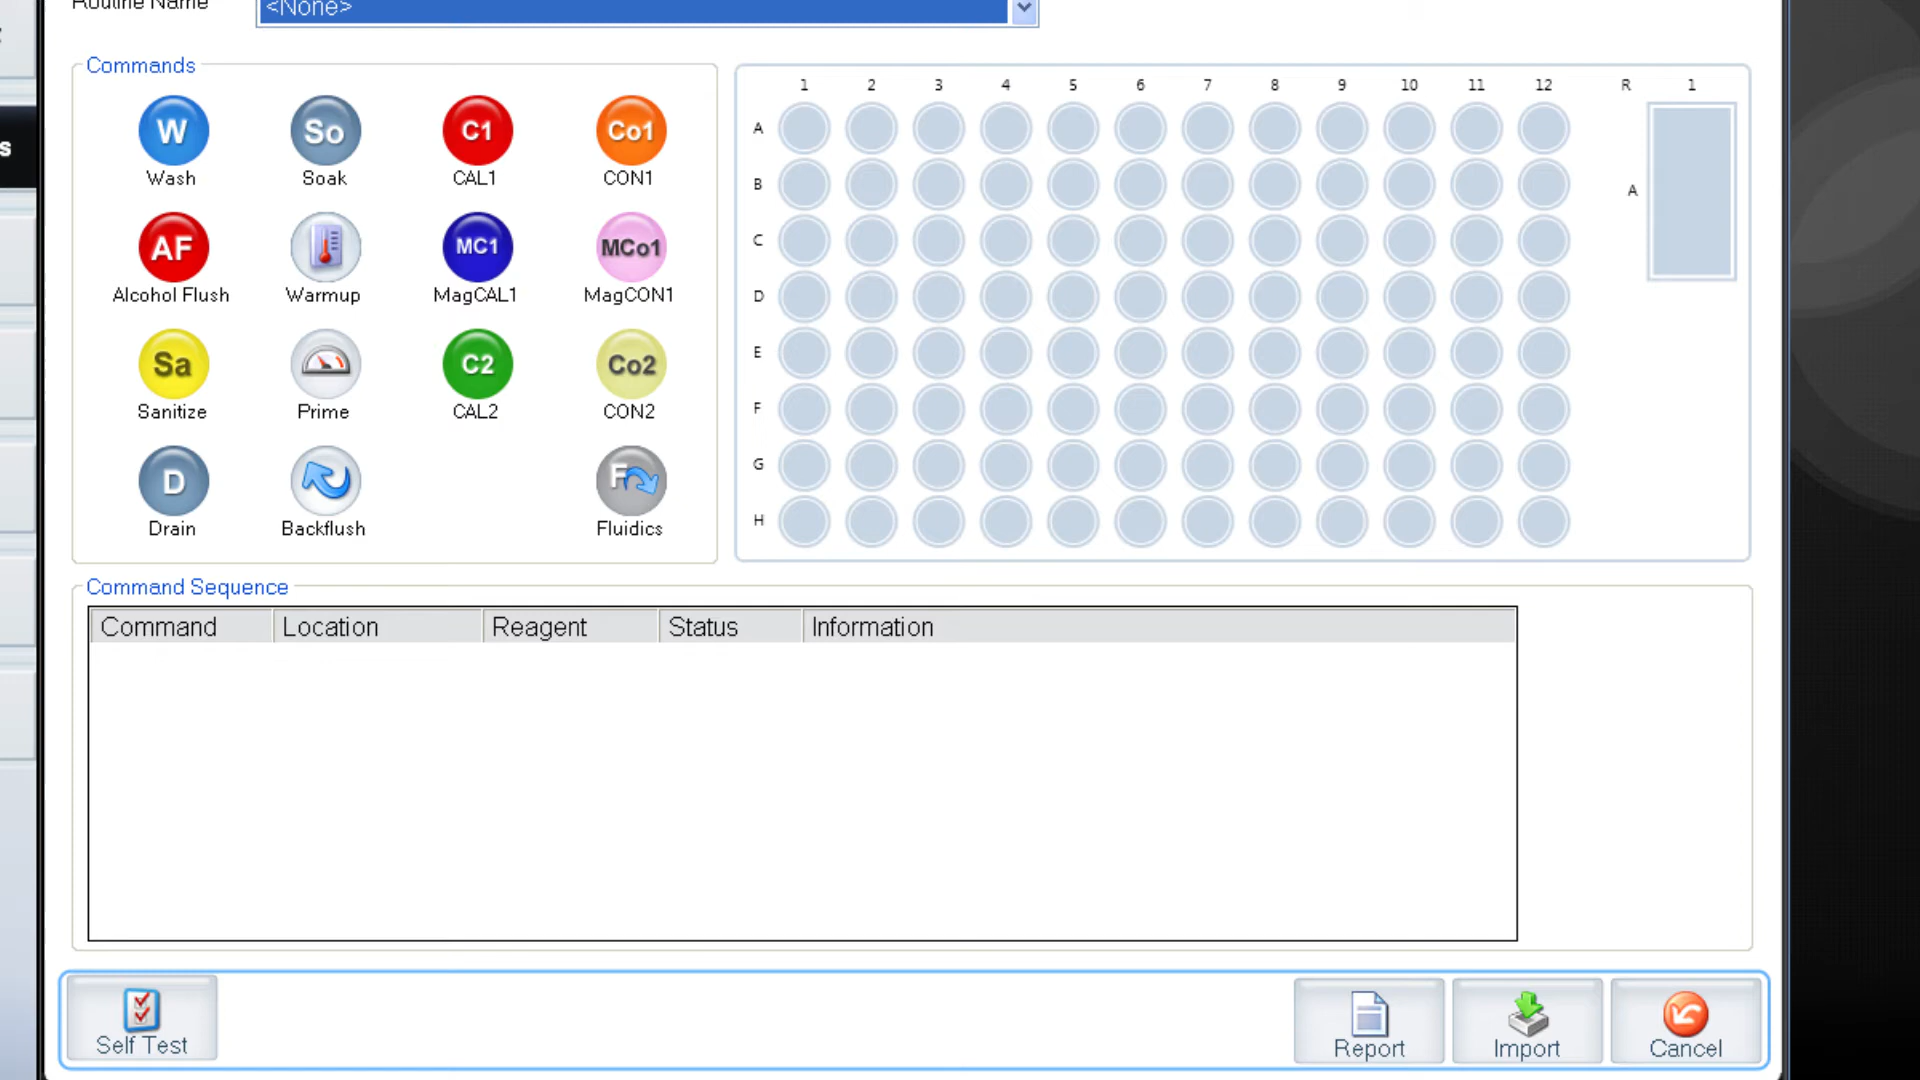 Routine Name <None>
Commands
W So C1 Co1
Wash Soak CAL1 CON1
AF MC1 MCo1
Alcohol Flush Warmup MagCAL1 MagCON1
Sa C2 Co2
Sanitize Prime CAL2 CON2
D F
Drain Backflush Fluidics
1 2 3 4 5 6 7 8 9 10 11 12 R 1
A
B
C
D
E
F
G
H
A
Command Sequence
Command Location Reagent Status Information
Self Test Report Import Cancel
s